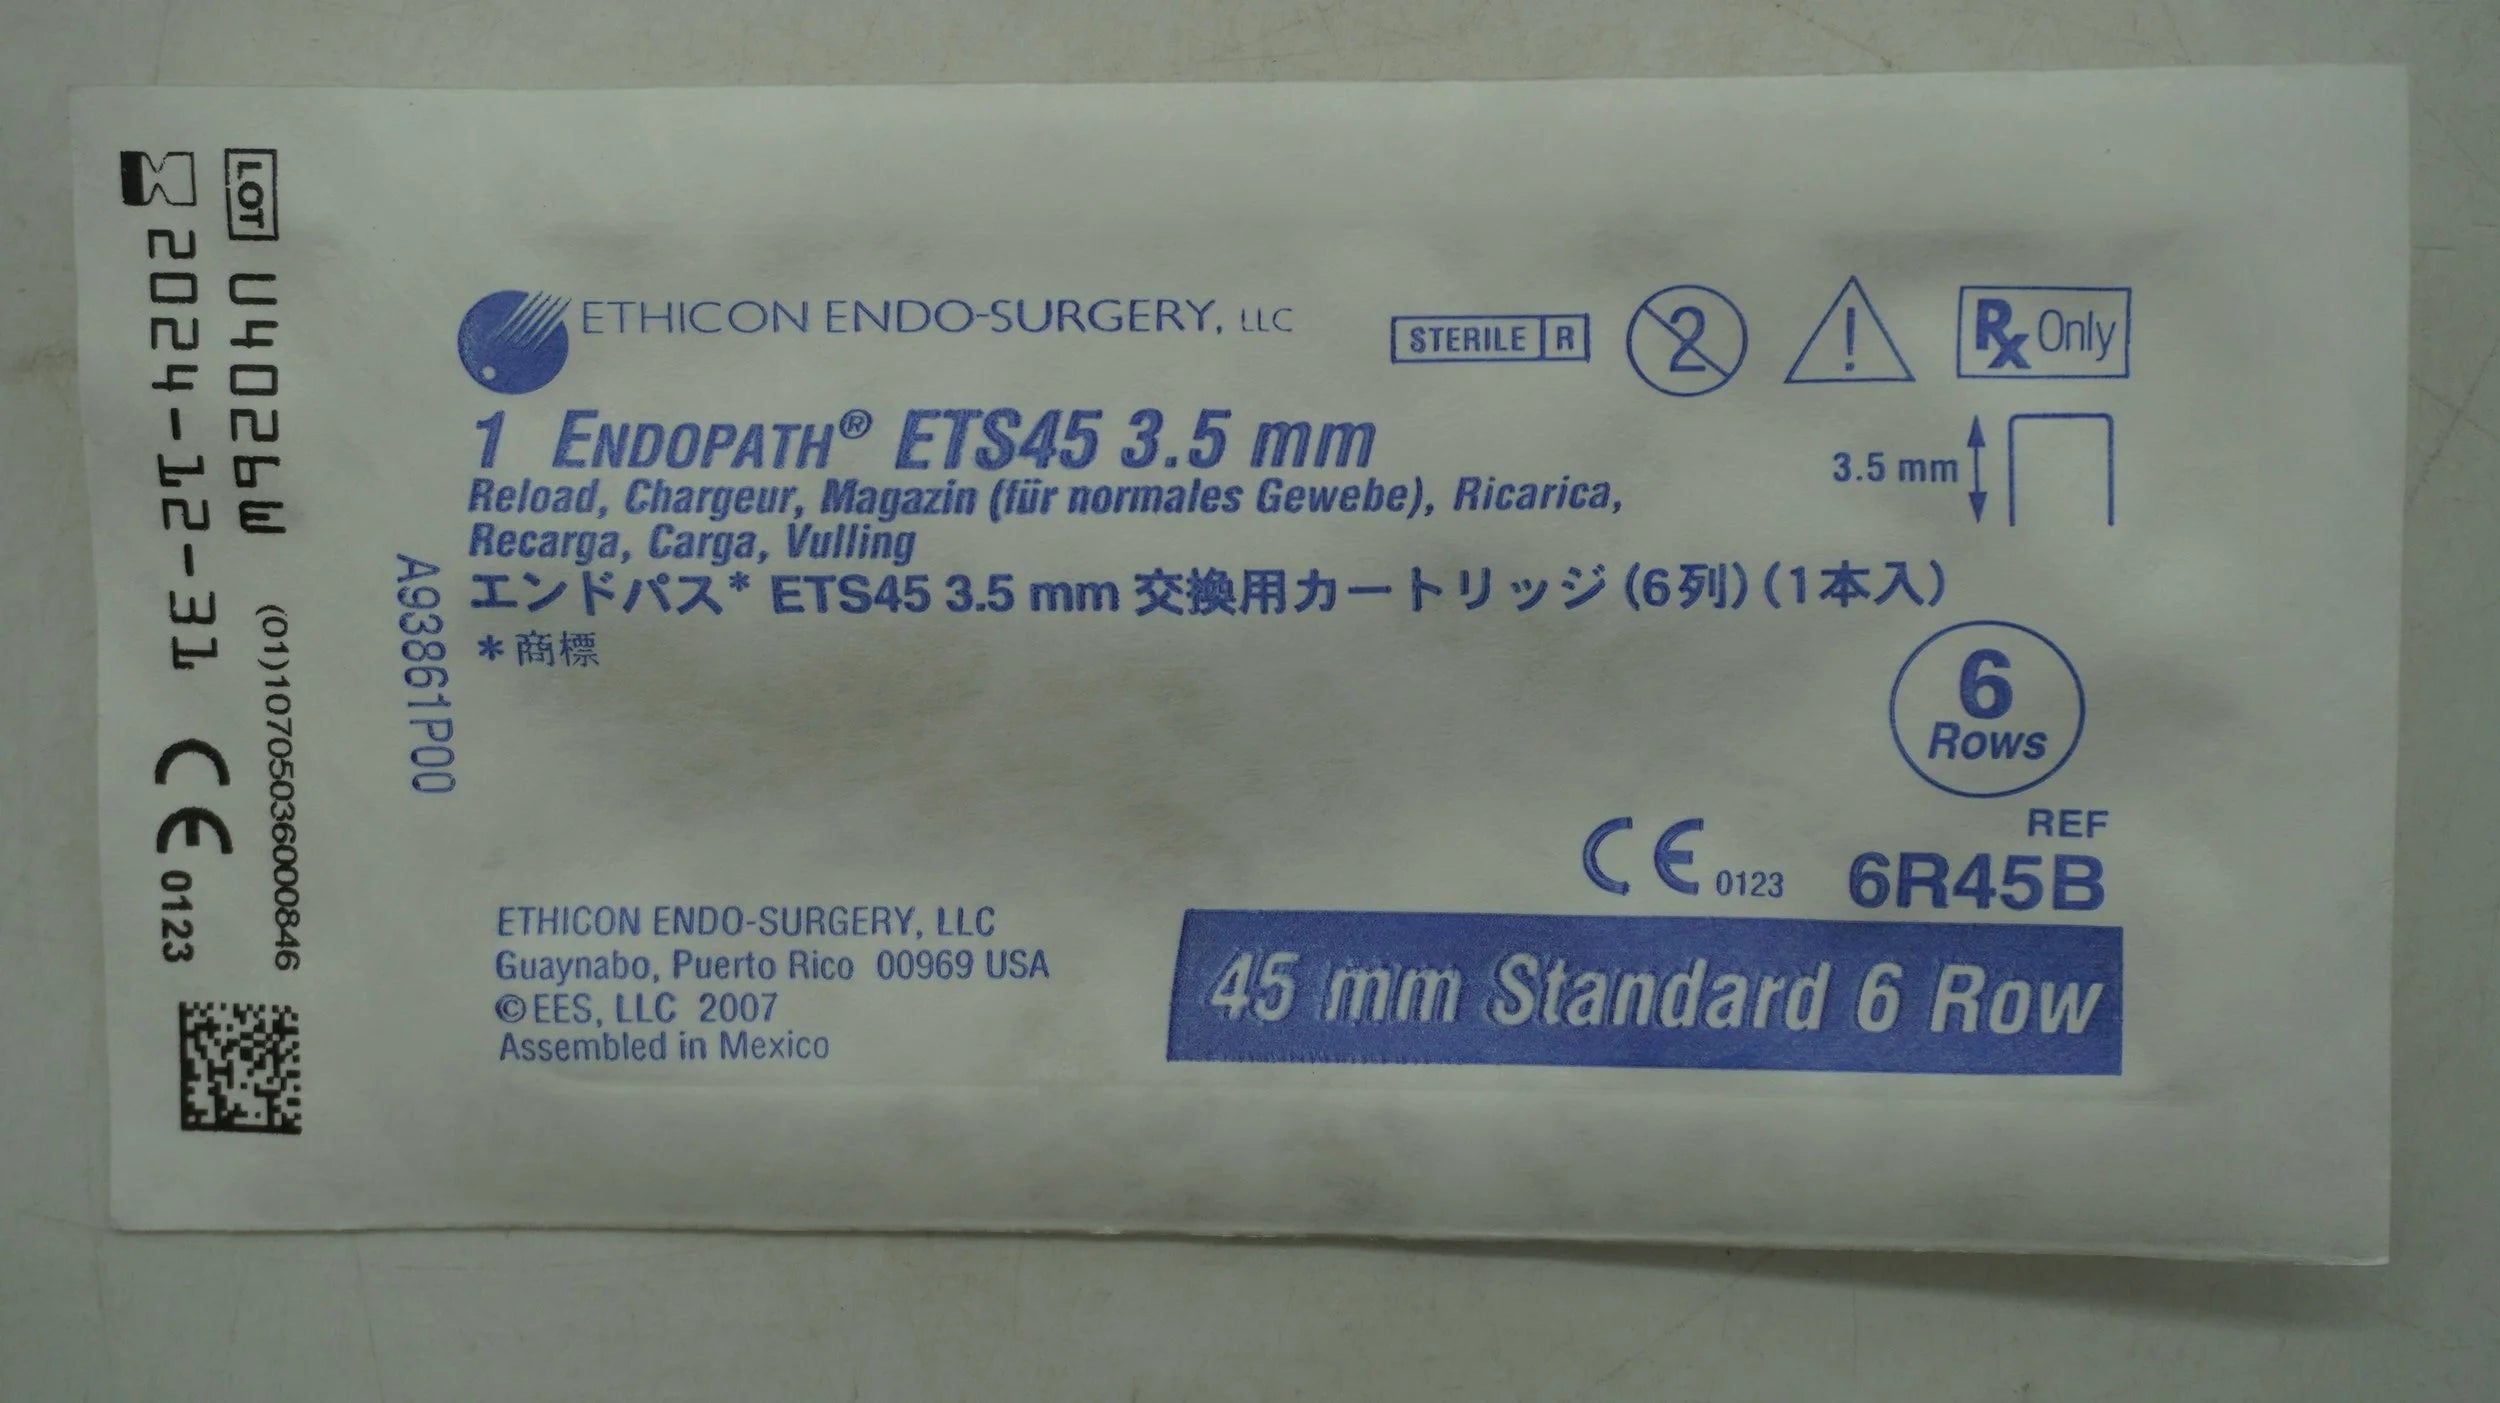 LOT U4026W
2024-12-31
(01)10705036000846
CE 0123
A93861P00
ETHICON ENDO-SURGERY, LLC
STERILE R
2
!
Rx Only
1 ENDOPATH® ETS45 3.5 mm
Reload, Chargeur, Magazin (für normales Gewebe), Ricarica,
Recarga, Carga, Vulling
エンドパス* ETS45 3.5 mm 交換用カートリッジ (6列) (1本入)
*商標
3.5 mm
6
ROWS
REF
CE 0123 6R45B
45 mm Standard 6 Row
ETHICON ENDO-SURGERY, LLC
Guaynabo, Puerto Rico 00969 USA
©EES, LLC 2007
Assembled in Mexico